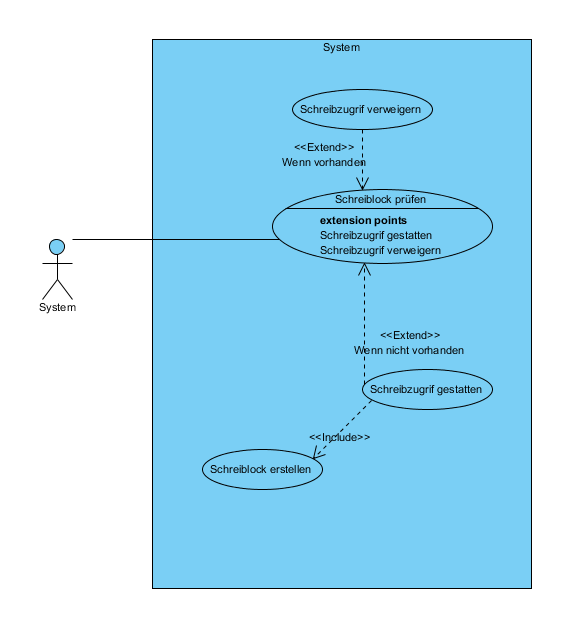 System
Schreibzugrif verweigern
<<Extend>>
Wenn vorhanden
Schreiblock prüfen
extension points
Schreibzugrif gestatten
Schreibzugrif verweigern
System
<<Extend>>
Wenn nicht vorhanden
Schreibzugrif gestatten
<<Include>>
Schreiblock erstellen